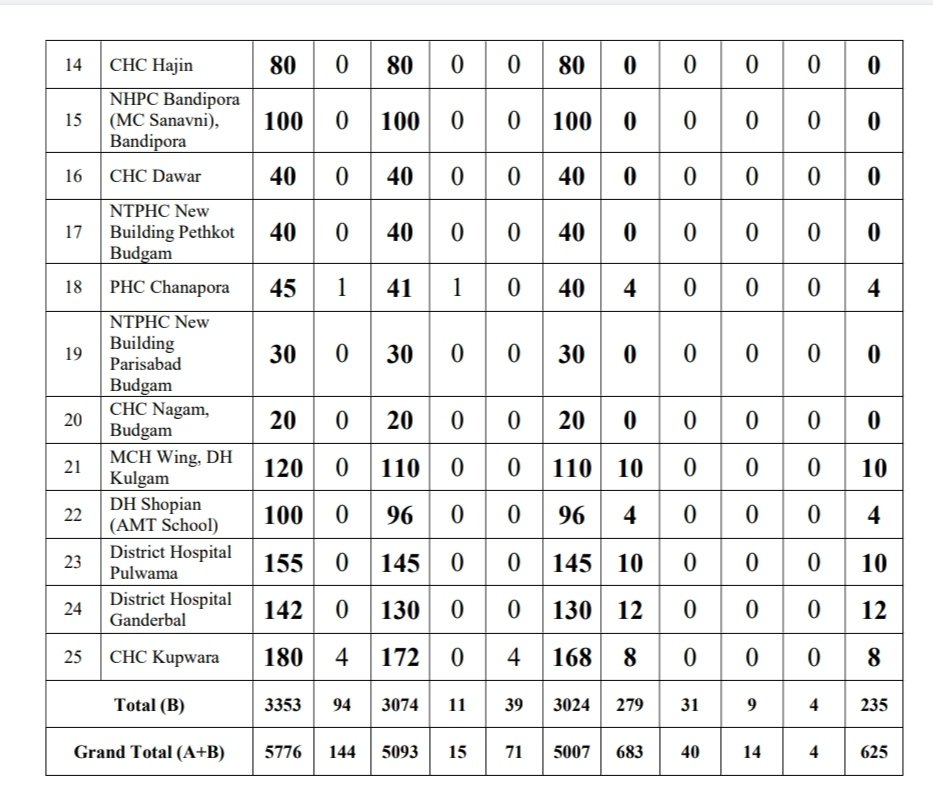 14 CHC Hajin 80 0 80 0 0 80 0 0 0 0 0
NHPC Bandipora
15 (MC Sanavni), 100 0 100 0 0 100 0 0 0 0 0
Bandipora
16 CHC Dawar 40 0 40 0 0 40 0 0 0 0 0
NTPHC New
17 Building Pethkot 40 0 40 0 0 40 0 0 0 0 0
Budgam
18 PHC Chanapora 45 1 41 1 0 40 4 0 0 0 4
NTPHC New
Building
19 Parisabad 30 0 30 0 0 30 0 0 0 0 0
Budgam
20 CHC Nagam, 20 0 20 0 0 20 0 0 0 0 0
Budgam
21 MCH Wing, DH 120 0 110 0 0 110 10 0 0 0 10
Kulgam
22 DH Shopian 100 0 96 0 0 96 4 0 0 0 4
(AMT School)
23 District Hospital 155 0 145 0 0 145 10 0 0 0 10
Pulwama
24 District Hospital 142 0 130 0 0 130 12 0 0 0 12
Ganderbal
25 CHC Kupwara 180 4 172 0 4 168 8 0 0 0 8
Total (B) 3353 94 3074 11 39 3024 279 31 9 4 235
Grand Total (A+B) 5776 144 5093 15 71 5007 683 40 14 4 625